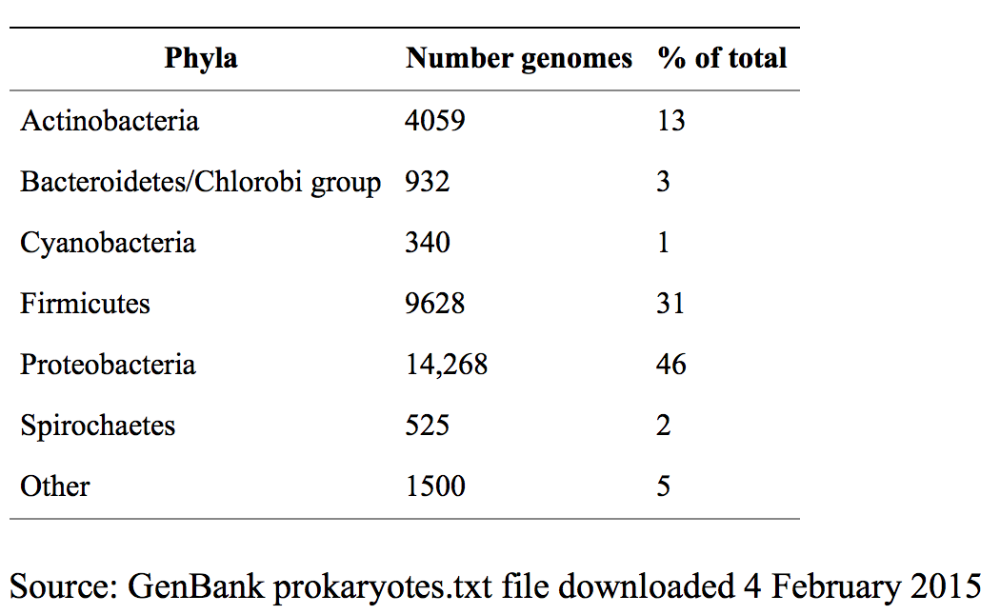 Phyla Number genomes % of total
Actinobacteria 4059 13
Bacteroidetes/Chlorobi group 932 3
Cyanobacteria 340 1
Firmicutes 9628 31
Proteobacteria 14,268 46
Spirochaetes 525 2
Other 1500 5
Source: GenBank prokaryotes.txt file downloaded 4 February 2015